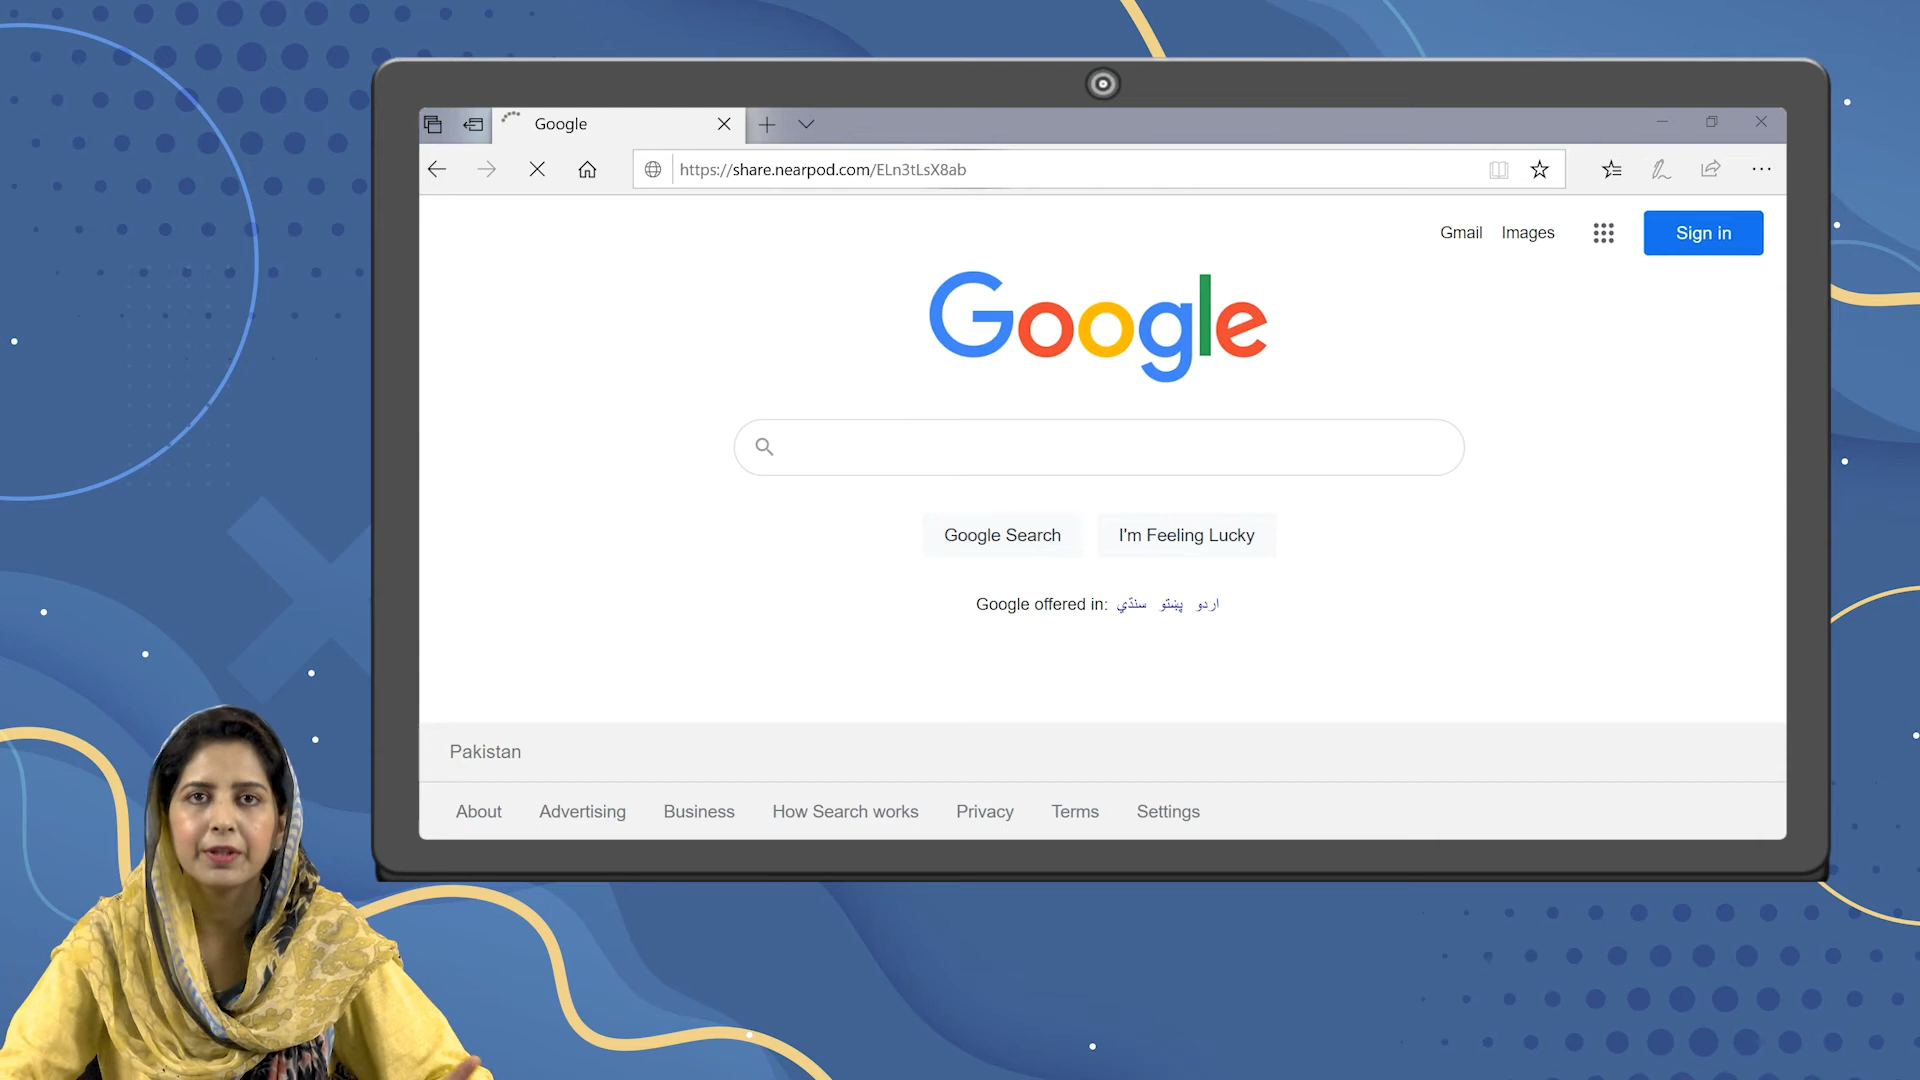 Google
https://share.nearpod.com/ELn3tLsX8ab
Gmail Images Sign in
Google
Google Search I'm Feeling Lucky
Google offered in: اردو پښتو سنڌي
Pakistan
About Advertising Business How Search works Privacy Terms Settings